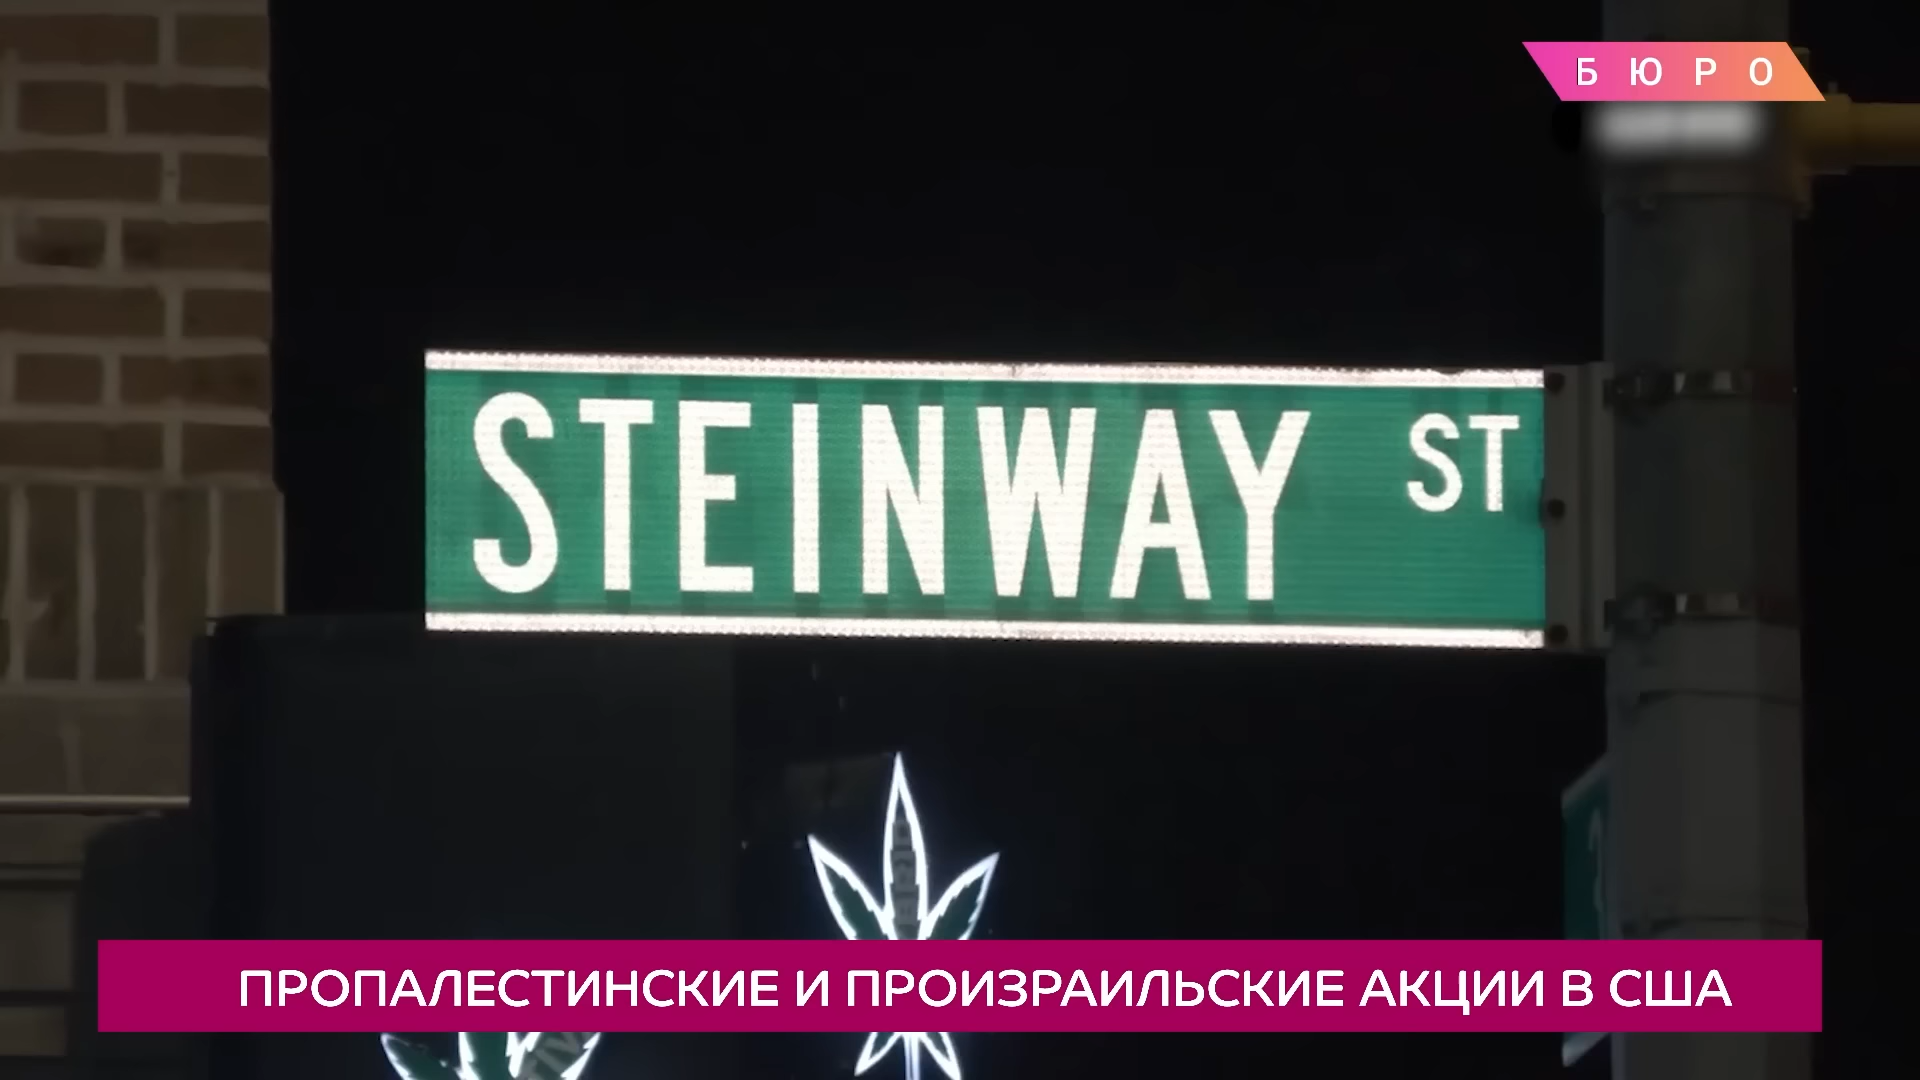 БЮРО
STEINWAY ST
ПРОПАЛЕСТИНСКИЕ И ПРОИЗРАИЛЬСКИЕ АКЦИИ В США